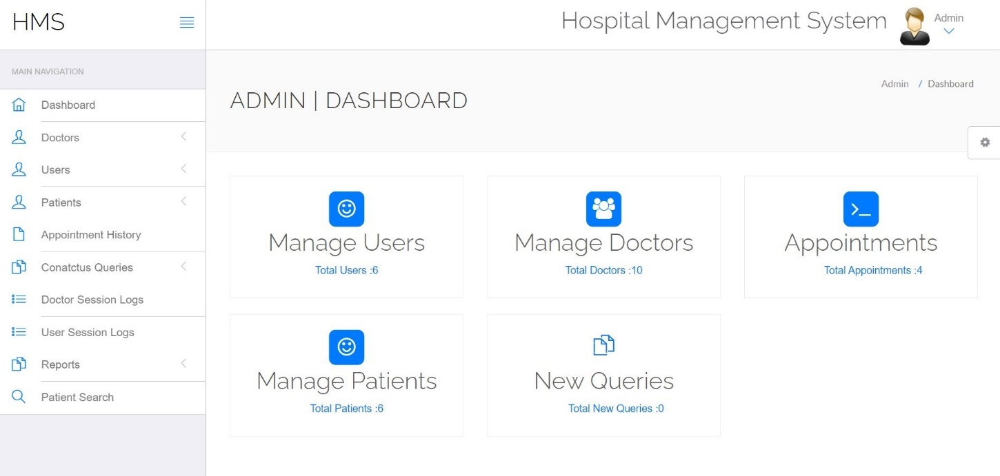 HMS
Hospital Management System
Admin
MAIN NAVIGATION
Dashboard
Doctors
Users
Patients
Appointment History
Conatctus Queries
Doctor Session Logs
User Session Logs
Reports
Patient Search
ADMIN | DASHBOARD
Admin / Dashboard
Manage Users
Total Users :6
Manage Doctors
Total Doctors :10
Appointments
Total Appointments :4
Manage Patients
Total Patients :6
New Queries
Total New Queries :0